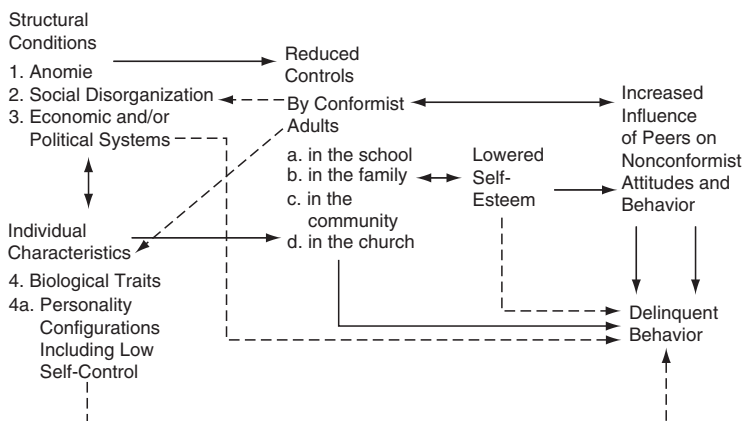 Structural
Conditions
1. Anomie
2. Social Disorganization
3. Economic and/or
Political Systems
Individual
Characteristics
4. Biological Traits
4a. Personality
Configurations
Including Low
Self-Control
Reduced
Controls
By Conformist
Adults
a. in the school
b. in the family
c. in the
community
d. in the church
Lowered
Self-
Esteem
Increased
Influence
of Peers on
Nonconformist
Attitudes and
Behavior
Delinquent
Behavior